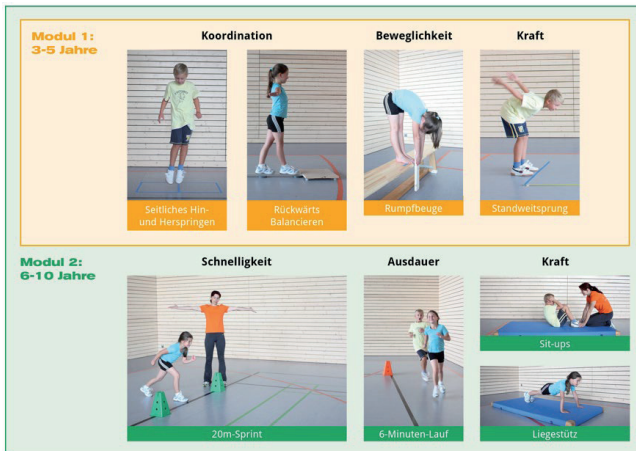 Modul 1:
3-5 Jahre
Koordination
Beweglichkeit
Kraft
Seitliches Hin-
und Herspringen
Rückwärts
Balancieren
Rumpfbeuge
Standweitsprung
Modul 2:
6-10 Jahre
Schnelligkeit
Ausdauer
Kraft
20m-Sprint
6-Minuten-Lauf
Sit-ups
Liegestütz